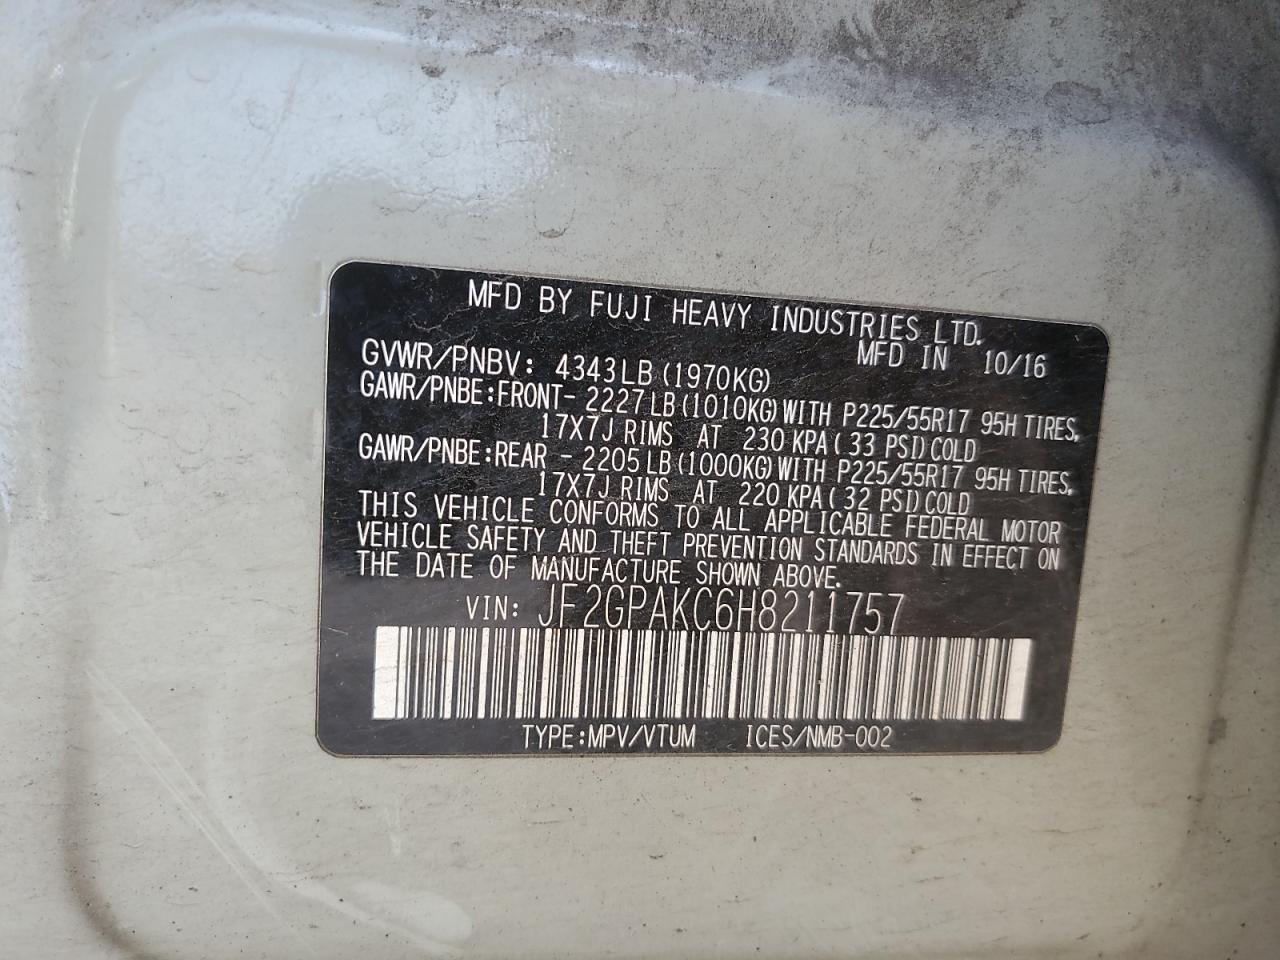 MFD BY FUJI HEAVY INDUSTRIES LTD.
MFD IN 10/16
GVWR/PNBV: 4343LB (1970KG)
GAWR/PNBE:FRONT- 2227LB (1010KG) WITH P225/55R17 95H TIRES,
17X7J RIMS AT 230 KPA ( 33 PSI) COLD
GAWR/PNBE:REAR - 2205LB (1000KG) WITH P225/55R17 95H TIRES,
17X7J RIMS AT 220 KPA ( 32 PSI) COLD
THIS VEHICLE CONFORMS TO ALL APPLICABLE FEDERAL MOTOR
VEHICLE SAFETY AND THEFT PREVENTION STANDARDS IN EFFECT ON
THE DATE OF MANUFACTURE SHOWN ABOVE.
VIN: JF2GPAKC6H8211757
TYPE:MPV/VTUM ICES/NMB-002